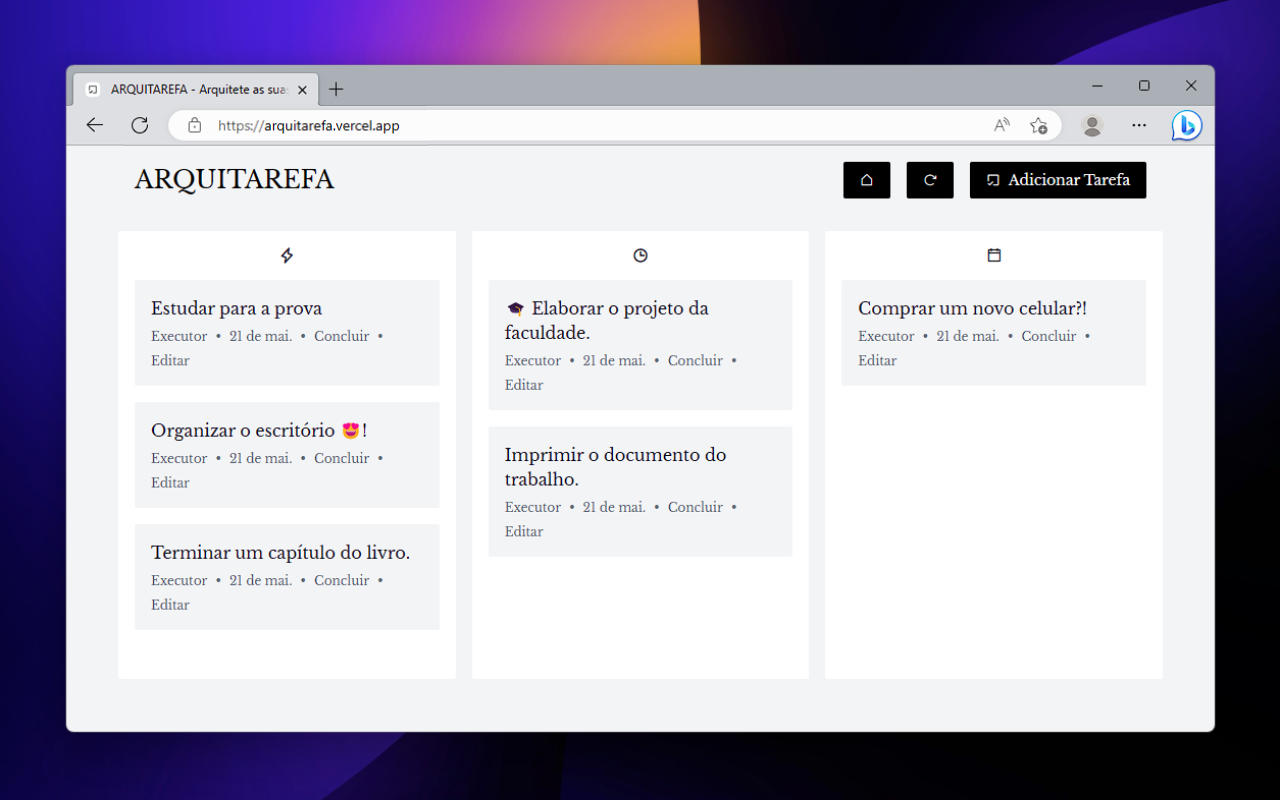 ARQUITAREFA - Arquitete as suas
https://arquitarefa.vercel.app
ARQUITAREFA
Adicionar Tarefa
Estudar para a prova
Executor • 21 de mai. • Concluir •
Editar
Organizar o escritório 😍!
Executor • 21 de mai. • Concluir •
Editar
Terminar um capítulo do livro.
Executor • 21 de mai. • Concluir •
Editar
🎓 Elaborar o projeto da
faculdade.
Executor • 21 de mai. • Concluir •
Editar
Imprimir o documento do
trabalho.
Executor • 21 de mai. • Concluir •
Editar
Comprar um novo celular?!
Executor • 21 de mai. • Concluir •
Editar